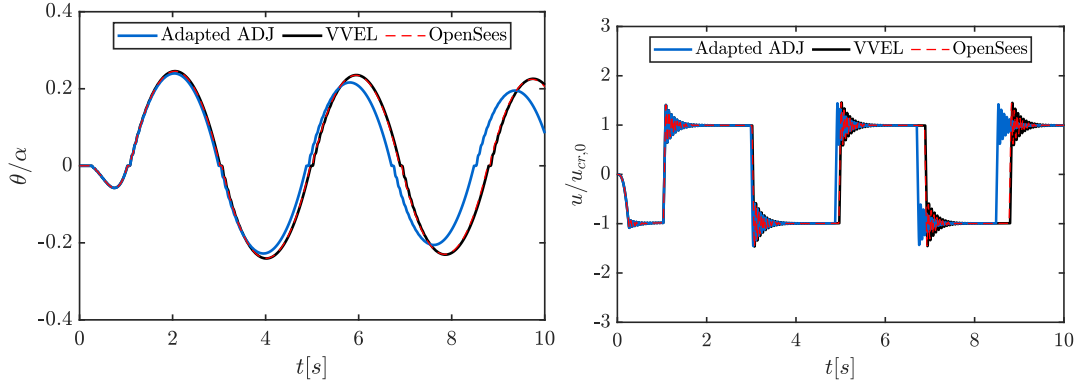 0.4
0.2
0
-0.2
-0.4
θ/α
Adapted ADJ VVEL OpenSees
0 2 4 6 8 10
t[s]
3
2
1
0
-1
-2
-3
u/u_{cr,0}
Adapted ADJ VVEL OpenSees
0 2 4 6 8 10
t[s]